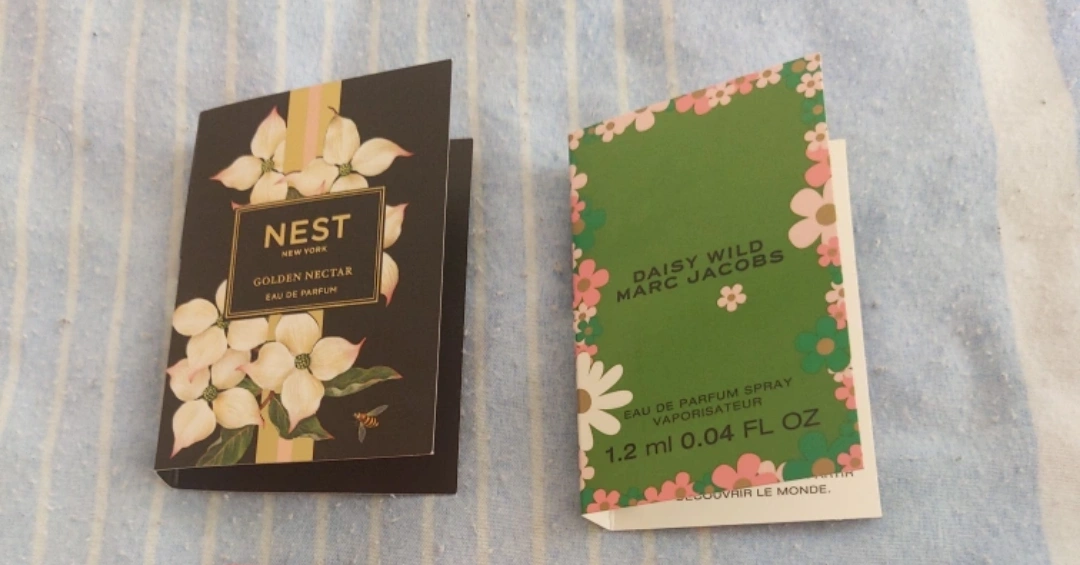 NEST
NEW YORK
GOLDEN NECTAR
EAU DE PARFUM
DAISY WILD
MARC JACOBS
EAU DE PARFUM SPRAY
VAPORISATEUR
1.2 ml 0.04 FL OZ
DÉCOUVRIR LE MONDE.